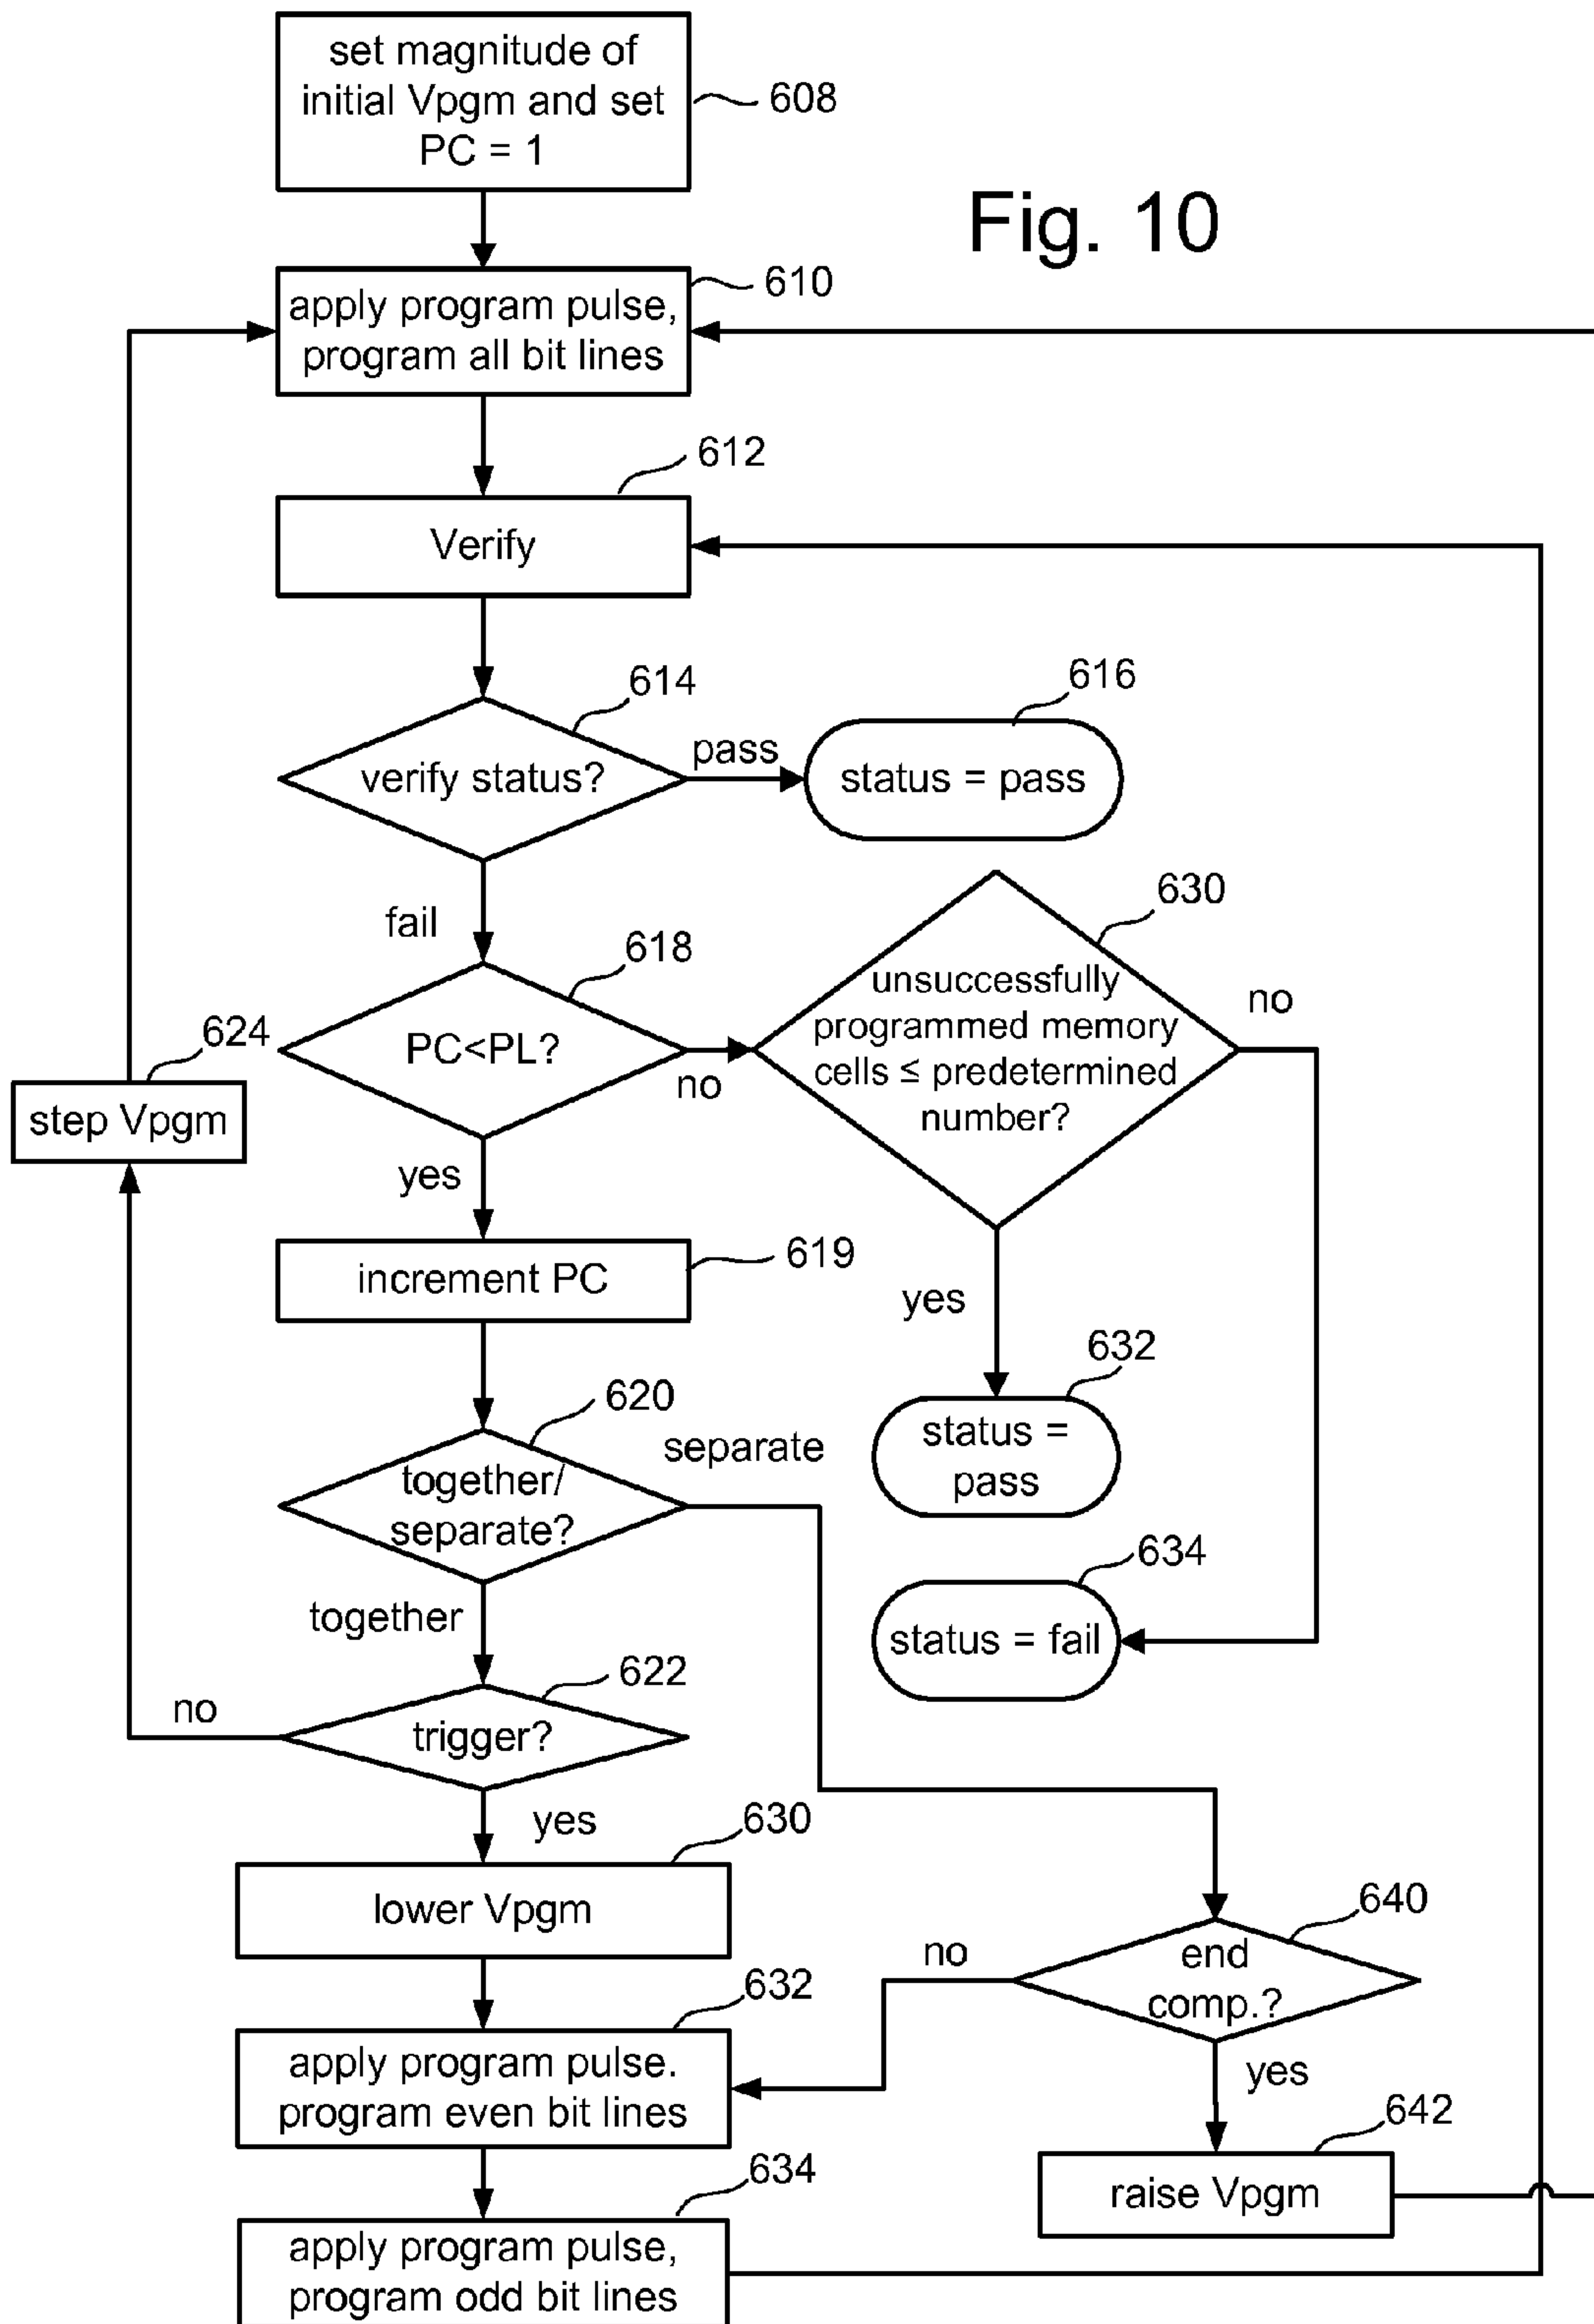 set magnitude of
initial Vpgm and set
PC = 1
608
Fig. 10
610
apply program pulse,
program all bit lines
612
Verify
614
616
verify status?
pass
status = pass
fail
630
618
unsuccessfully
programmed memory
cells ≤ predetermined
number?
no
624
PC<PL?
no
step Vpgm
yes
619
increment PC
yes
632
620
separate
status =
pass
together/
separate?
634
together
status = fail
622
no
trigger?
yes
630
lower Vpgm
640
no
end
comp.?
632
apply program pulse.
program even bit lines
yes
642
634
raise Vpgm
apply program pulse,
program odd bit lines